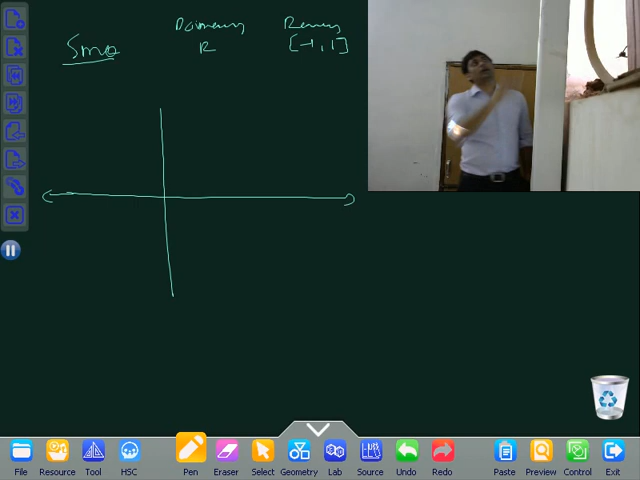 Sinθ Domain Range
R [-1, 1]
File Resource Tool HSC Pen Eraser Select Geometry Lab Source Undo Redo Paste Preview Control Exit